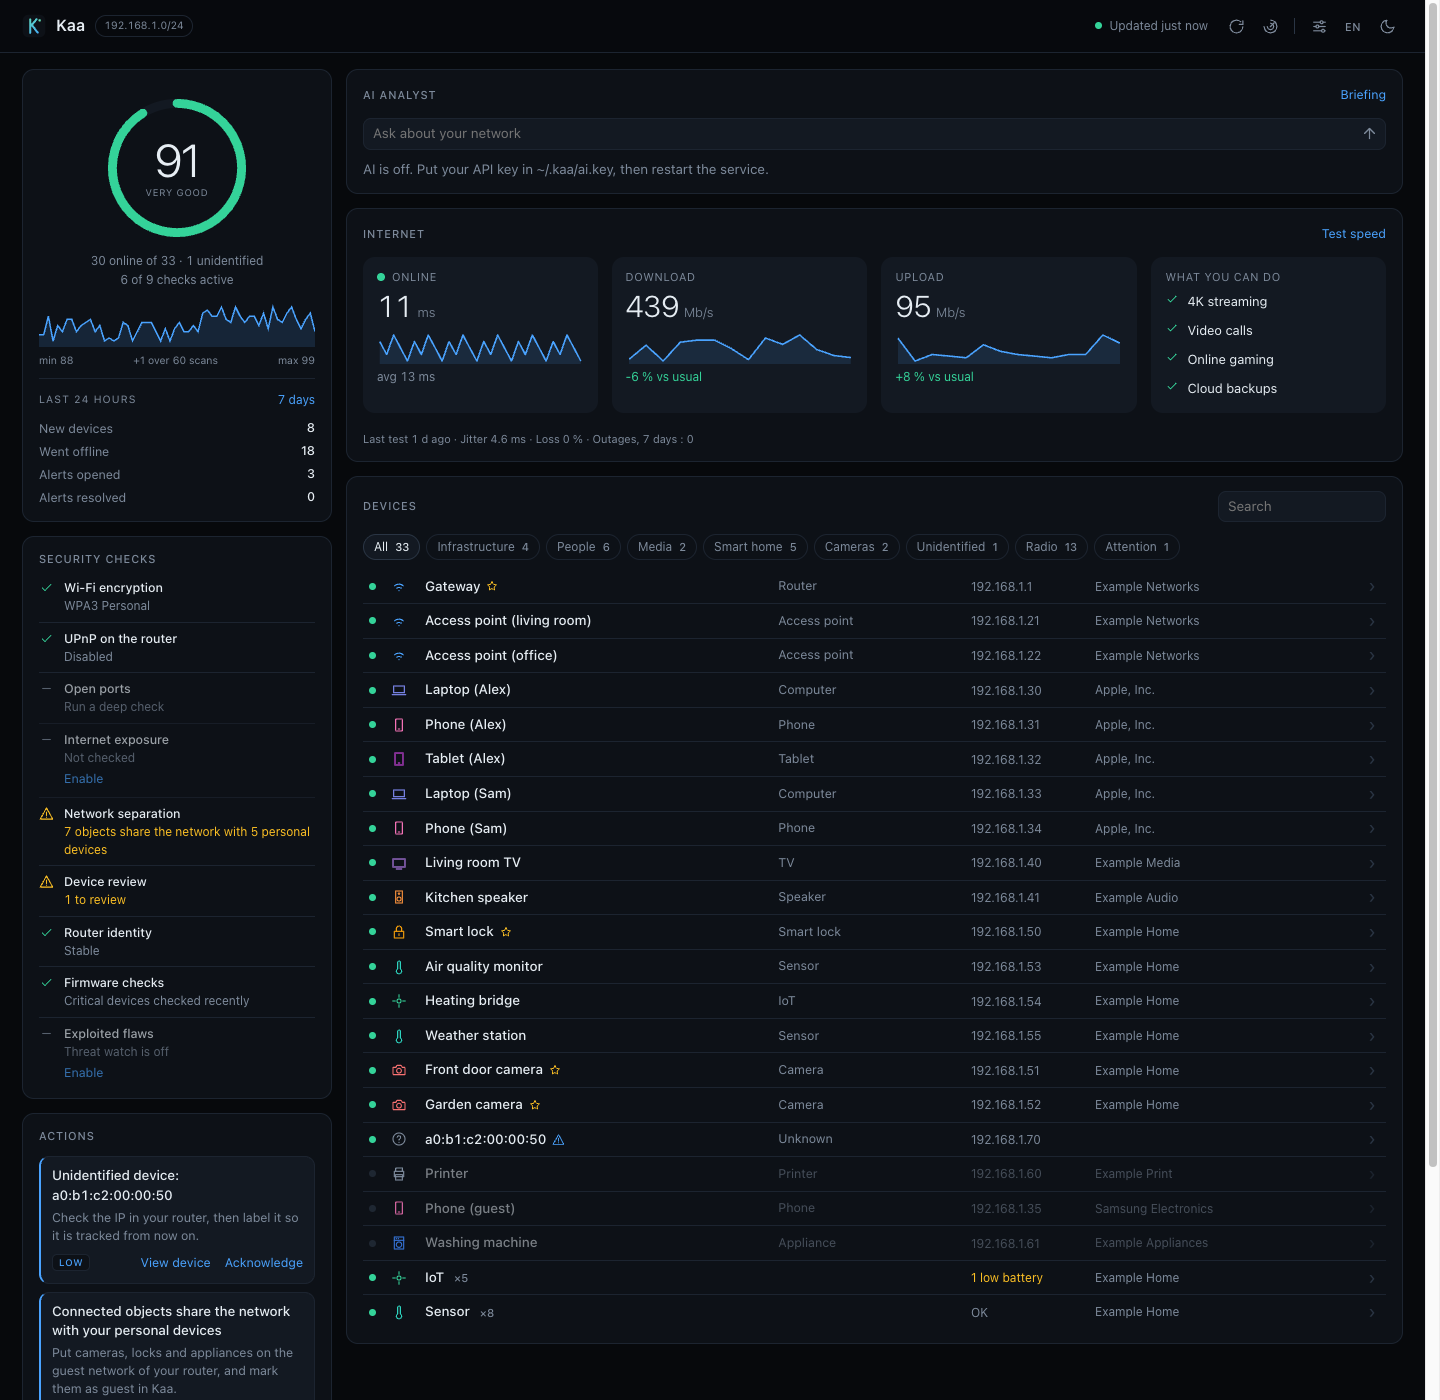 Kaa
192.168.1.0/24
Updated just now
EN
91
VERY GOOD
30 online of 33 · 1 unidentified
6 of 9 checks active
min 88
+1 over 60 scans
max 99
LAST 24 HOURS
7 days
New devices 8
Went offline 18
Alerts opened 3
Alerts resolved 0
SECURITY CHECKS
Wi-Fi encryption
WPA3 Personal
UPnP on the router
Disabled
Open ports
Run a deep check
Internet exposure
Not checked
Enable
Network separation
7 objects share the network with 5 personal
devices
Device review
1 to review
Router identity
Stable
Firmware checks
Critical devices checked recently
Exploited flaws
Threat watch is off
Enable
ACTIONS
Unidentified device:
a0:b1:c2:00:00:50
Check the IP in your router, then label it so
it is tracked from now on.
LOW View device Acknowledge
Connected objects share the network
with your personal devices
Put cameras, locks and appliances on the
guest network of your router, and mark
them as guest in Kaa.
AI ANALYST
Briefing
Ask about your network
AI is off. Put your API key in ~/.kaa/ai.key, then restart the service.
INTERNET
Test speed
ONLINE
11 ms
avg 13 ms
DOWNLOAD
439 Mb/s
-6 % vs usual
UPLOAD
95 Mb/s
+8 % vs usual
WHAT YOU CAN DO
4K streaming
Video calls
Online gaming
Cloud backups
Last test 1 d ago · Jitter 4.6 ms · Loss 0 % · Outages, 7 days : 0
DEVICES
Search
All 33 Infrastructure 4 People 6 Media 2 Smart home 5 Cameras 2 Unidentified 1 Radio 13 Attention 1
Gateway Router 192.168.1.1 Example Networks
Access point (living room) Access point 192.168.1.21 Example Networks
Access point (office) Access point 192.168.1.22 Example Networks
Laptop (Alex) Computer 192.168.1.30 Apple, Inc.
Phone (Alex) Phone 192.168.1.31 Apple, Inc.
Tablet (Alex) Tablet 192.168.1.32 Apple, Inc.
Laptop (Sam) Computer 192.168.1.33 Apple, Inc.
Phone (Sam) Phone 192.168.1.34 Apple, Inc.
Living room TV TV 192.168.1.40 Example Media
Kitchen speaker Speaker 192.168.1.41 Example Audio
Smart lock Smart lock 192.168.1.50 Example Home
Air quality monitor Sensor 192.168.1.53 Example Home
Heating bridge IoT 192.168.1.54 Example Home
Weather station Sensor 192.168.1.55 Example Home
Front door camera Camera 192.168.1.51 Example Home
Garden camera Camera 192.168.1.52 Example Home
a0:b1:c2:00:00:50 Unknown 192.168.1.70
Printer Printer 192.168.1.60 Example Print
Phone (guest) Phone 192.168.1.35 Samsung Electronics
Washing machine Appliance 192.168.1.61 Example Appliances
IoT ×5 1 low battery Example Home
Sensor ×8 OK Example Home